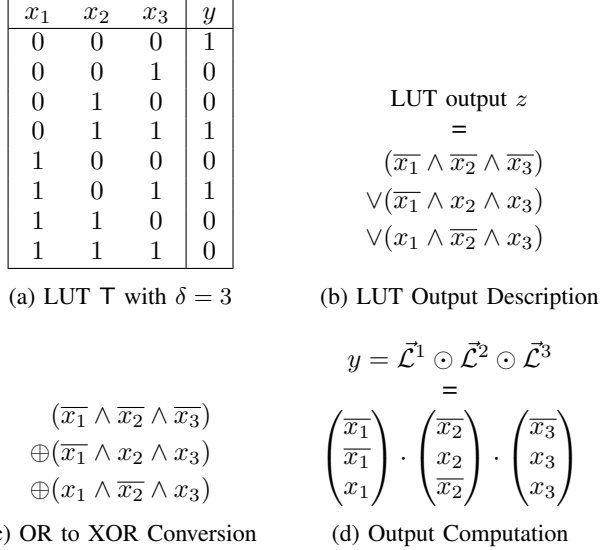 x₁ x₂ x₃ y
0 0 0 1
0 0 1 0
0 1 0 0
0 1 1 1
1 0 0 0
1 0 1 1
1 1 0 0
1 1 1 0
(a) LUT T with δ = 3
LUT output z
=
(x̅₁ ∧ x̅₂ ∧ x̅₃)
∨(x̅₁ ∧ x₂ ∧ x₃)
∨(x₁ ∧ x̅₂ ∧ x₃)
(b) LUT Output Description
(x̅₁ ∧ x̅₂ ∧ x̅₃)
⊕(x̅₁ ∧ x₂ ∧ x₃)
⊕(x₁ ∧ x̅₂ ∧ x₃)
) OR to XOR Conversion
y = 𝓛⃗¹ ⊙ 𝓛⃗² ⊙ 𝓛⃗³
=
(x̅₁) (x̅₂) (x̅₃)
(x̅₁) · (x₂) · (x₃)
(x₁) (x̅₂) (x₃)
(d) Output Computation